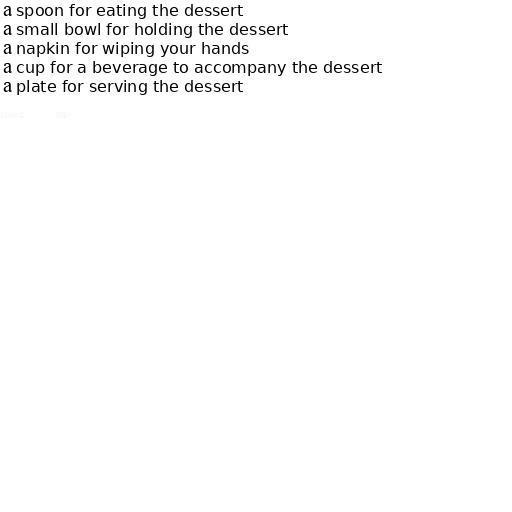 a spoon for eating the dessert
a small bowl for holding the dessert
a napkin for wiping your hands
a cup for a beverage to accompany the dessert
a plate for serving the dessert